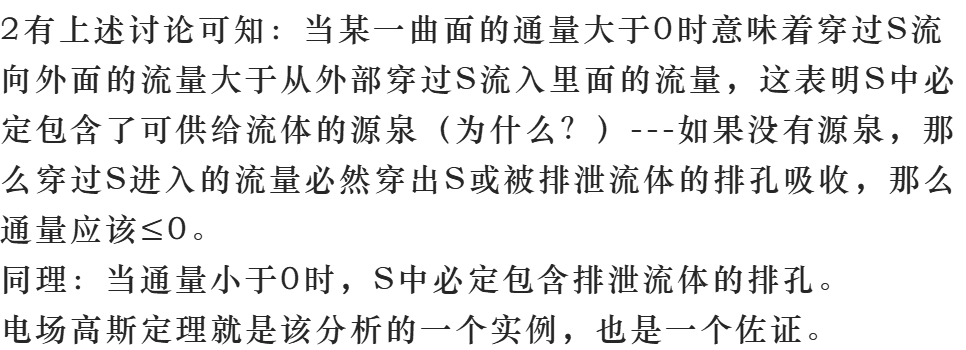 2有上述讨论可知：当某一曲面的通量大于0时意味着穿过S流
向外面的流量大于从外部穿过S流入里面的流量，这表明S中必
定包含了可供给流体的源泉（为什么？）---如果没有源泉，那
么穿过S进入的流量必然穿出S或被排泄流体的排孔吸收，那么
通量应该≤0。
同理：当通量小于0时，S中必定包含排泄流体的排孔。
电场高斯定理就是该分析的一个实例，也是一个佐证。